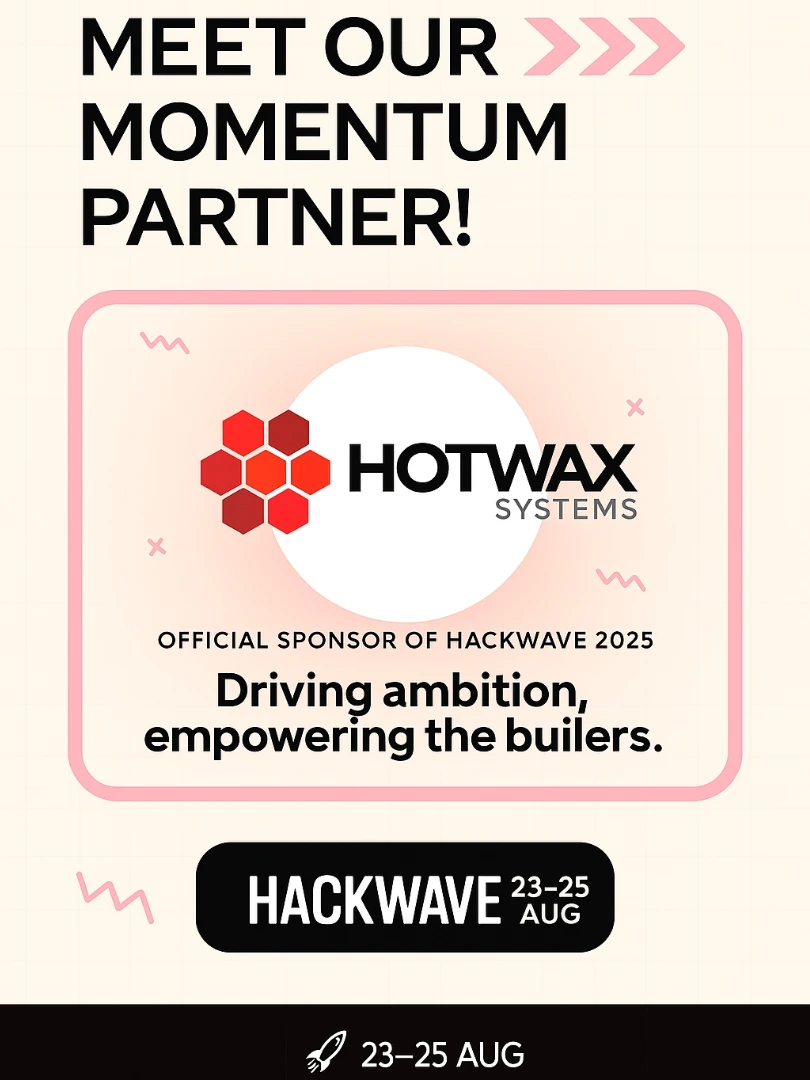 MEET OUR
MOMENTUM
PARTNER!
HOTWAX
SYSTEMS
OFFICIAL SPONSOR OF HACKWAVE 2025
Driving ambition,
empowering the builers.
HACKWAVE 23–25
AUG
23–25 AUG